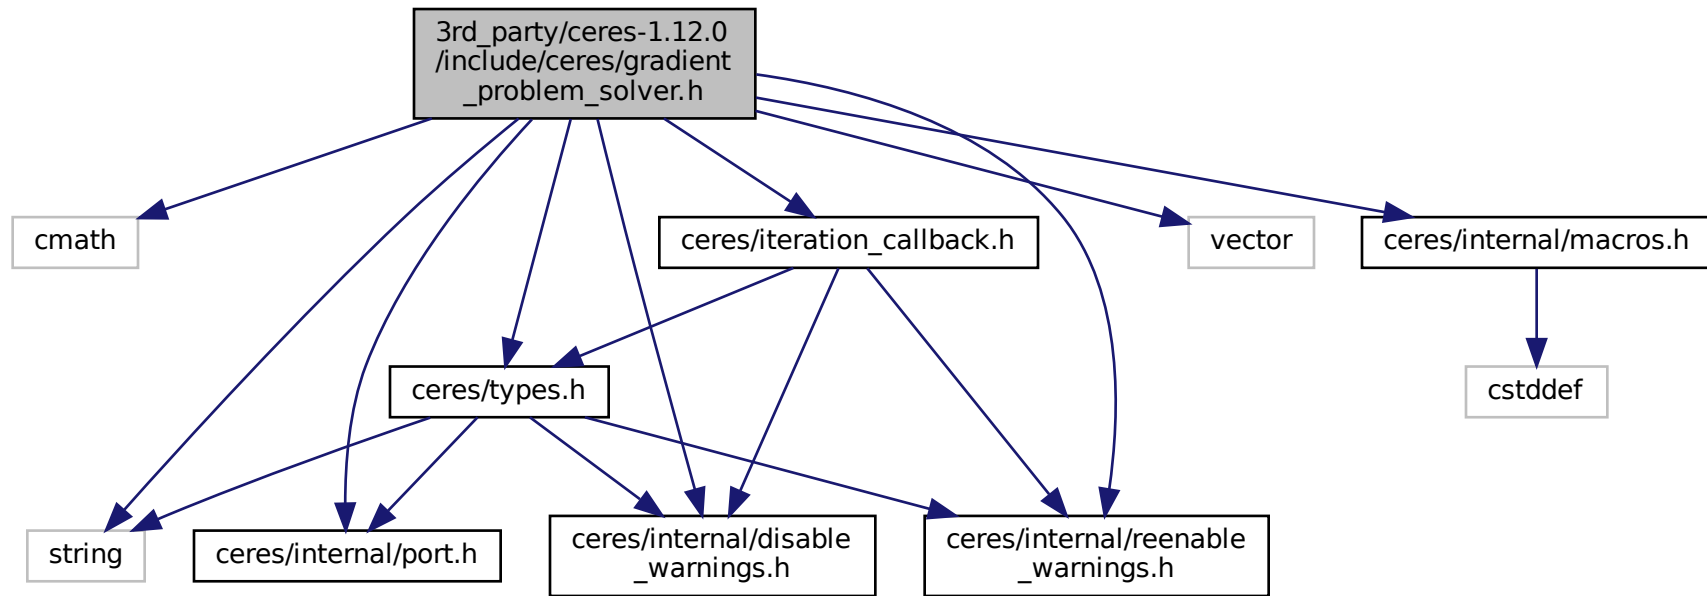 3rd_party/ceres-1.12.0
/include/ceres/gradient
_problem_solver.h
cmath
ceres/iteration_callback.h
vector
ceres/internal/macros.h
ceres/types.h
cstddef
string
ceres/internal/port.h
ceres/internal/disable
_warnings.h
ceres/internal/reenable
_warnings.h